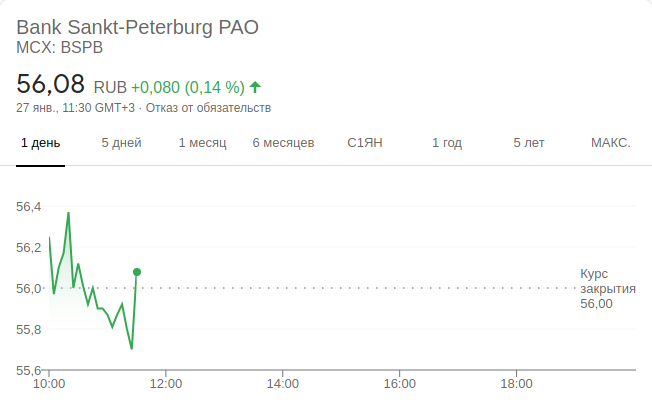 Bank Sankt-Peterburg PAO
MCX: BSPB
56,08 RUB +0,080 (0,14 %)
27 янв., 11:30 GMT+3 · Отказ от обязательств
1 день 5 дней 1 месяц 6 месяцев С1ЯН 1 год 5 лет МАКС.
56,4
56,2
56,0
55,8
55,6
Курс
закрытия
56,00
10:00 12:00 14:00 16:00 18:00